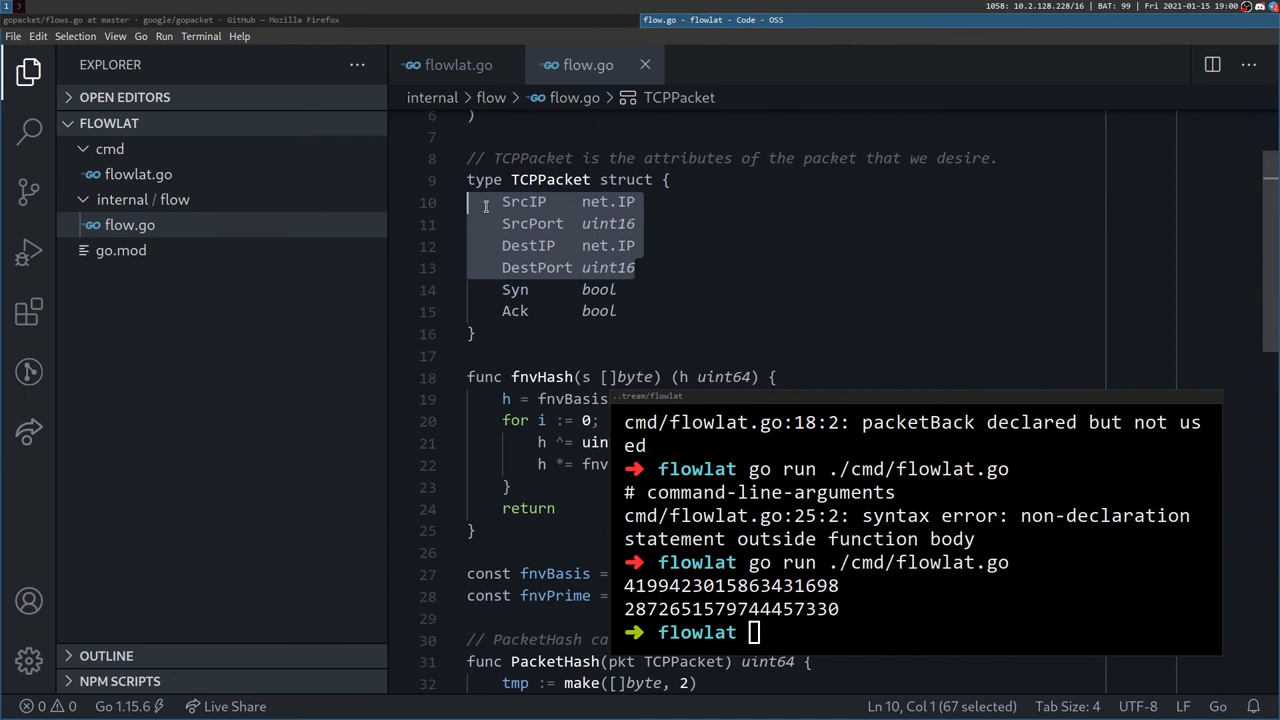 1 3
1058: 10.2.128.228/16 | BAT: 99 | Fri 2021-01-15 19:00
gopacket/flows.go at master · google/gopacket · GitHub — Mozilla Firefox
flow.go - flowlat - Code - OSS
File Edit Selection View Go Run Terminal Help
EXPLORER
OPEN EDITORS
FLOWLAT
cmd
flowlat.go
internal / flow
flow.go
go.mod
OUTLINE
NPM SCRIPTS
flowlat.go
flow.go
internal > flow > flow.go > TCPPacket
6 )
7
8 // TCPPacket is the attributes of the packet that we desire.
9 type TCPPacket struct {
10 SrcIP net.IP
11 SrcPort uint16
12 DestIP net.IP
13 DestPort uint16
14 Syn bool
15 Ack bool
16 }
17
18 func fnvHash(s []byte) (h uint64) {
19 h = fnvBasis
20 for i := 0;
21 h ^= uin
22 h *= fnv
23 }
24 return
25 }
26
27 const fnvBasis =
28 const fnvPrime =
29
30 // PacketHash ca
31 func PacketHash(pkt TCPPacket) uint64 {
32 tmp := make([]byte, 2)
..tream/flowlat
cmd/flowlat.go:18:2: packetBack declared but not us
ed
➜ flowlat go run ./cmd/flowlat.go
# command-line-arguments
cmd/flowlat.go:25:2: syntax error: non-declaration
statement outside function body
➜ flowlat go run ./cmd/flowlat.go
4199423015863431698
2872651579744457330
➜ flowlat
0 0 Go 1.15.6 Live Share
Ln 10, Col 1 (67 selected) Tab Size: 4 UTF-8 LF Go